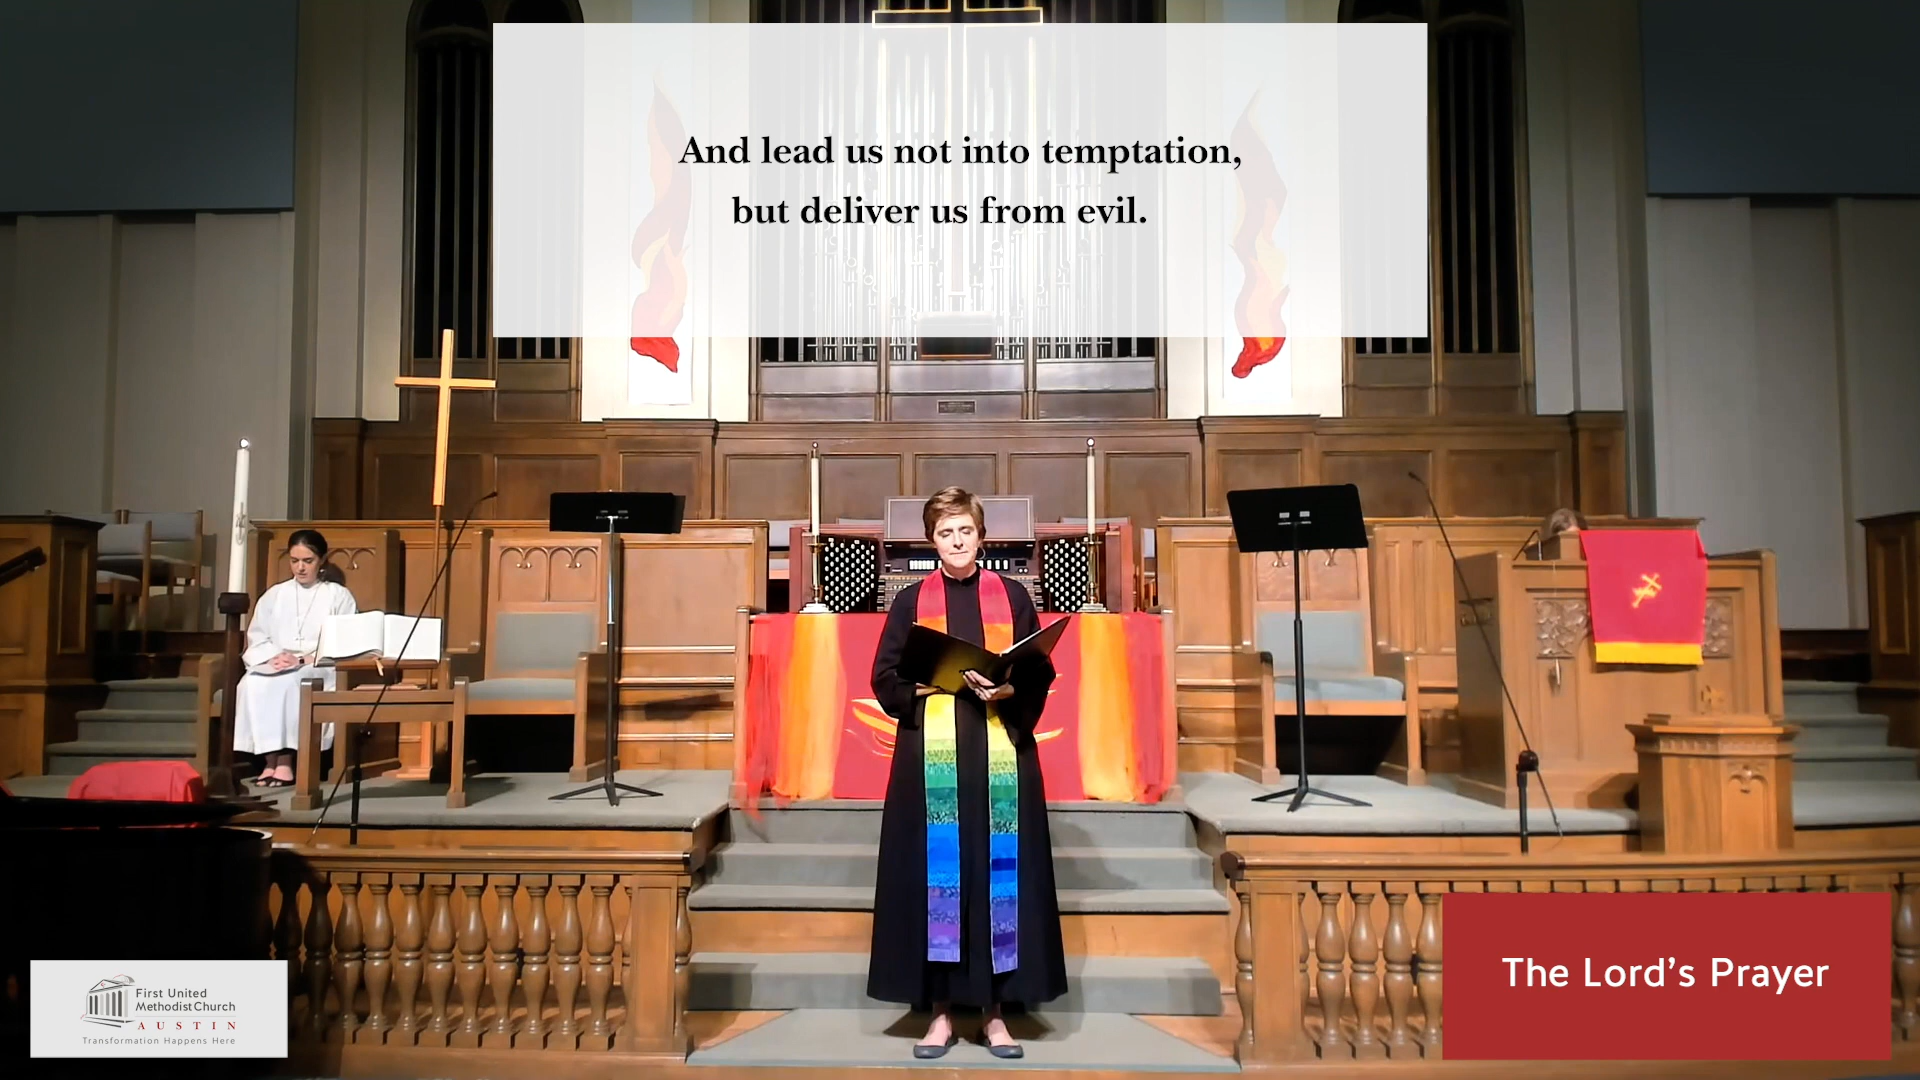 And lead us not into temptation,
but deliver us from evil.
The Lord's Prayer
First United
Methodist Church
AUSTIN
Transformation Happens Here